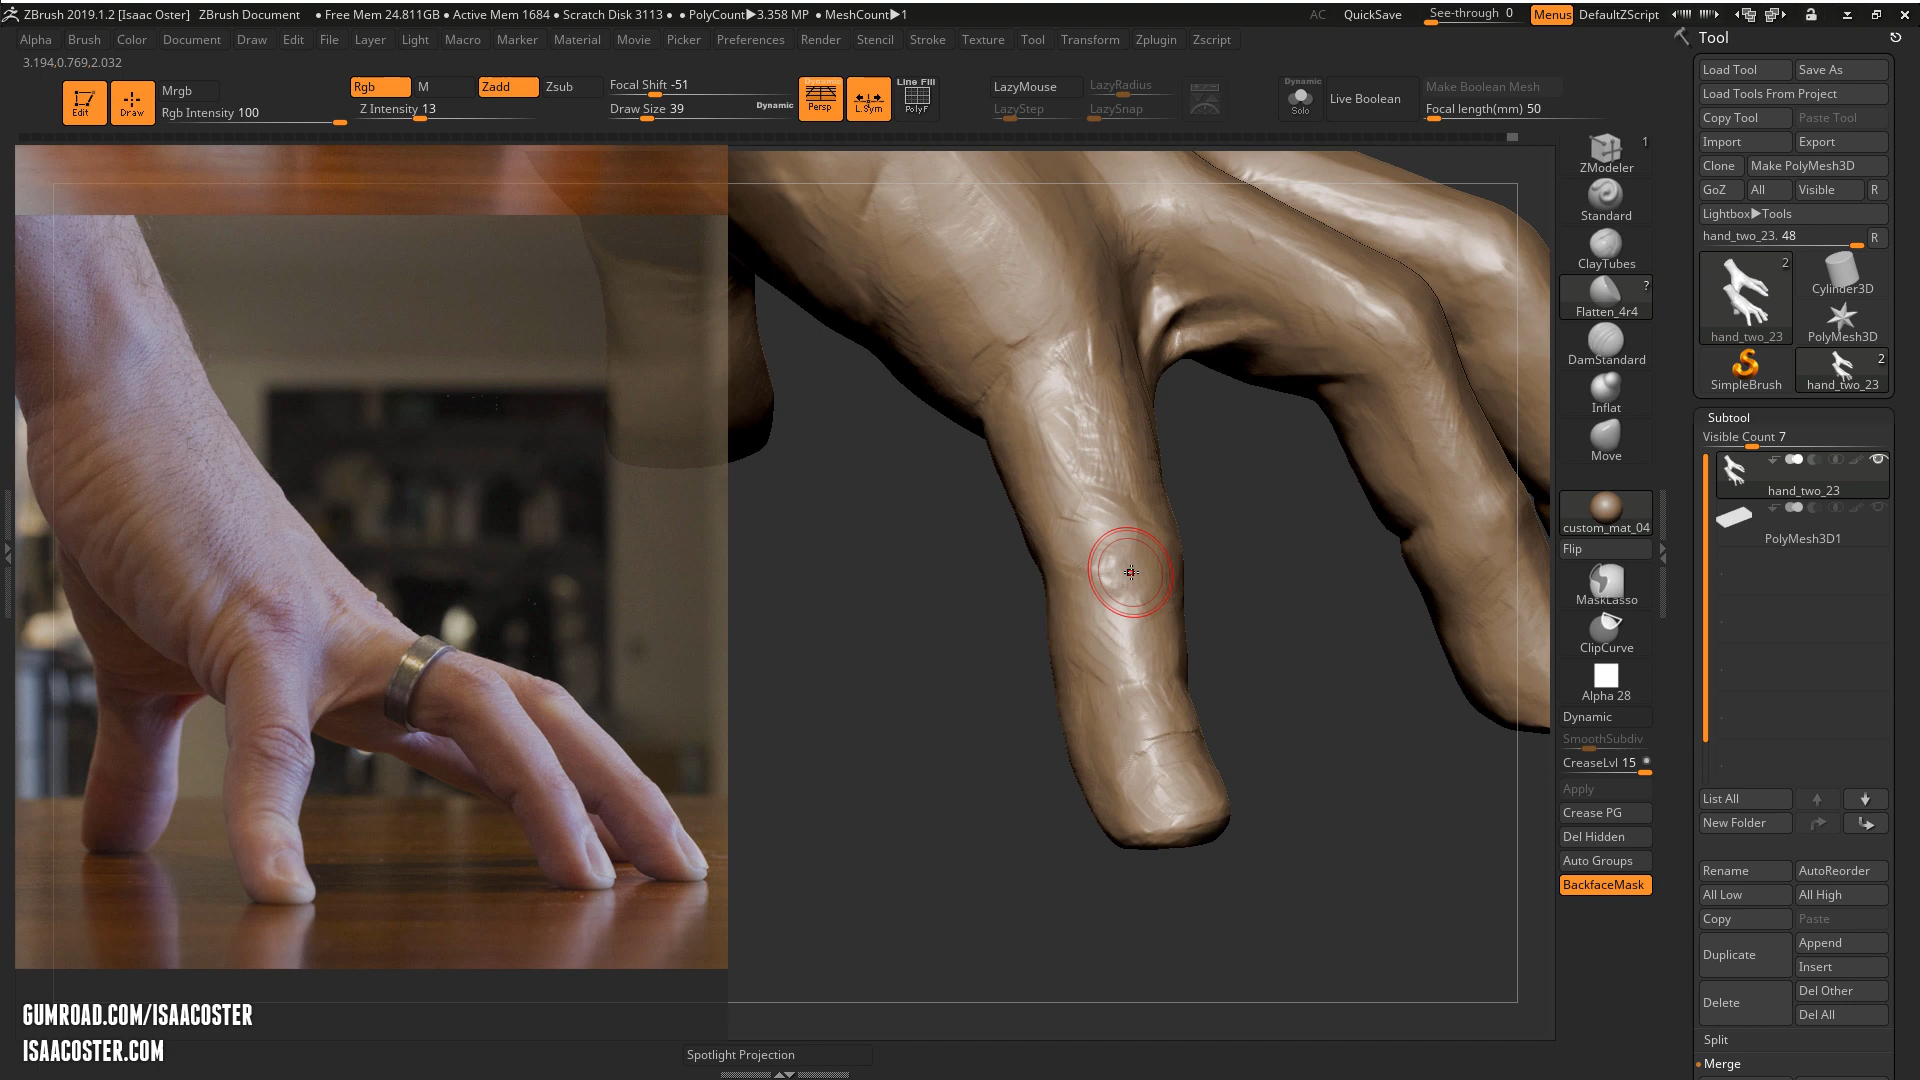 ZBrush 2019.1.2 [Isaac Oster] ZBrush Document • Free Mem 24.811GB • Active Mem 1684 • Scratch Disk 3113 • • PolyCount▶3.358 MP • MeshCount▶1 AC QuickSave See-through 0 Menus DefaultZScript
Alpha Brush Color Document Draw Edit File Layer Light Macro Marker Material Movie Picker Preferences Render Stencil Stroke Texture Tool Transform Zplugin Zscript
3.194,0.769,2.032
Edit Draw
Mrgb
Rgb Intensity 100
Rgb M Zadd Zsub
Z Intensity 13
Focal Shift -51
Draw Size 39 Dynamic
Dynamic
Persp
L.Sym
Line Fill
PolyF
LazyMouse LazyRadius
LazyStep LazySnap
Dynamic
Solo
Live Boolean
Make Boolean Mesh
Focal length(mm) 50
1
ZModeler
Standard
ClayTubes
?
Flatten_4r4
DamStandard
Inflat
Move
custom_mat_04
Flip
MaskLasso
ClipCurve
Alpha 28
Dynamic
SmoothSubdiv
CreaseLvl 15
Apply
Crease PG
Del Hidden
Auto Groups
BackfaceMask
Tool
Load Tool Save As
Load Tools From Project
Copy Tool Paste Tool
Import Export
Clone Make PolyMesh3D
GoZ All Visible R
Lightbox▶Tools
hand_two_23. 48 R
2
hand_two_23
Cylinder3D
PolyMesh3D
SimpleBrush
2
hand_two_23
Subtool
Visible Count 7
hand_two_23
PolyMesh3D1
List All
New Folder
Rename AutoReorder
All Low All High
Copy Paste
Duplicate Append
Insert
Delete Del Other
Del All
Split
Merge
GUMROAD.COM/ISAACOSTER
ISAACOSTER.COM
Spotlight Projection